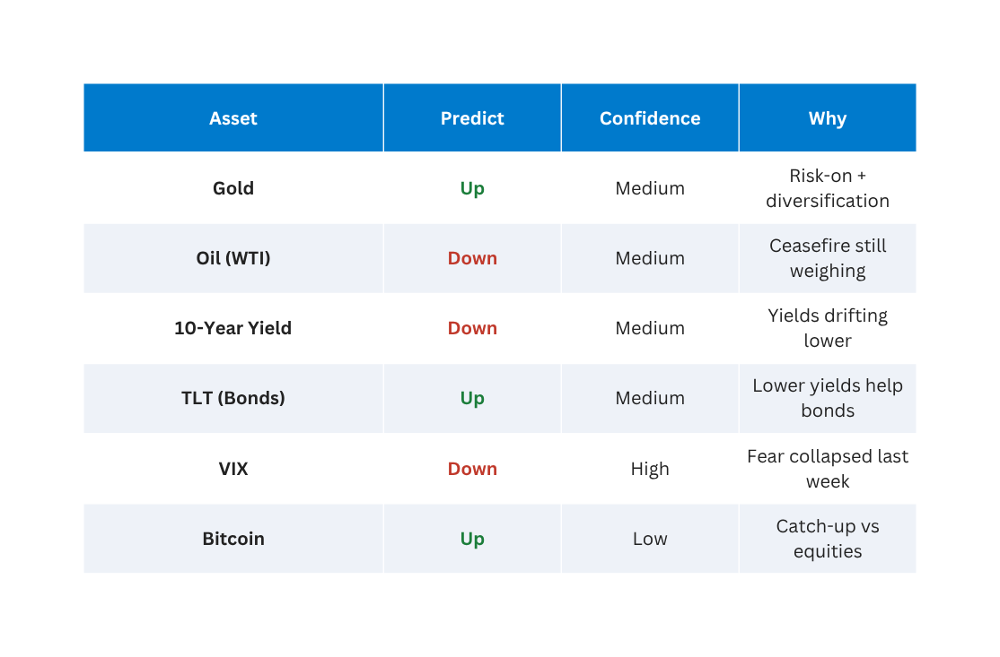 Asset Predict Confidence Why
Gold Up Medium Risk-on +
diversification
Oil (WTI) Down Medium Ceasefire still
weighing
10-Year Yield Down Medium Yields drifting
lower
TLT (Bonds) Up Medium Lower yields help
bonds
VIX Down High Fear collapsed last
week
Bitcoin Up Low Catch-up vs
equities